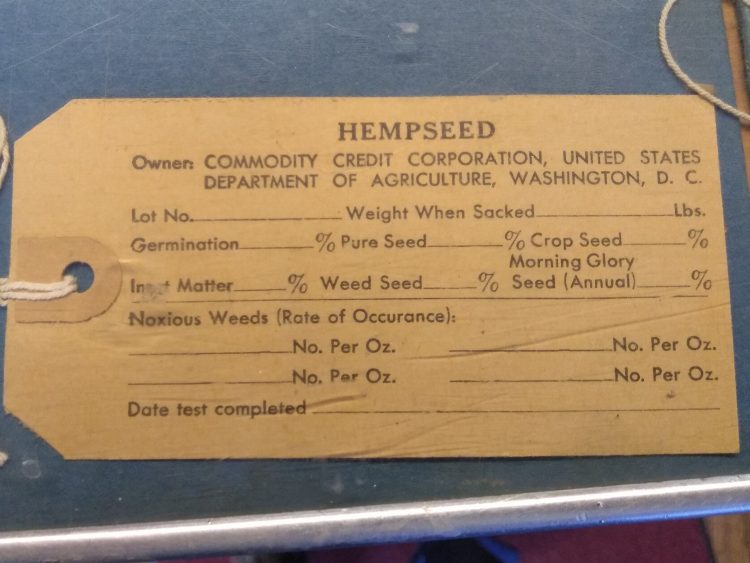 HEMPSEED
Owner: COMMODITY CREDIT CORPORATION, UNITED STATES
DEPARTMENT OF AGRICULTURE, WASHINGTON, D. C.
Lot No. Weight When Sacked Lbs.
Germination % Pure Seed % Crop Seed %
Inert Matter % Weed Seed % Morning Glory Seed (Annual) %
Noxious Weeds (Rate of Occurance):
No. Per Oz. No. Per Oz.
No. Per Oz. No. Per Oz.
Date test completed